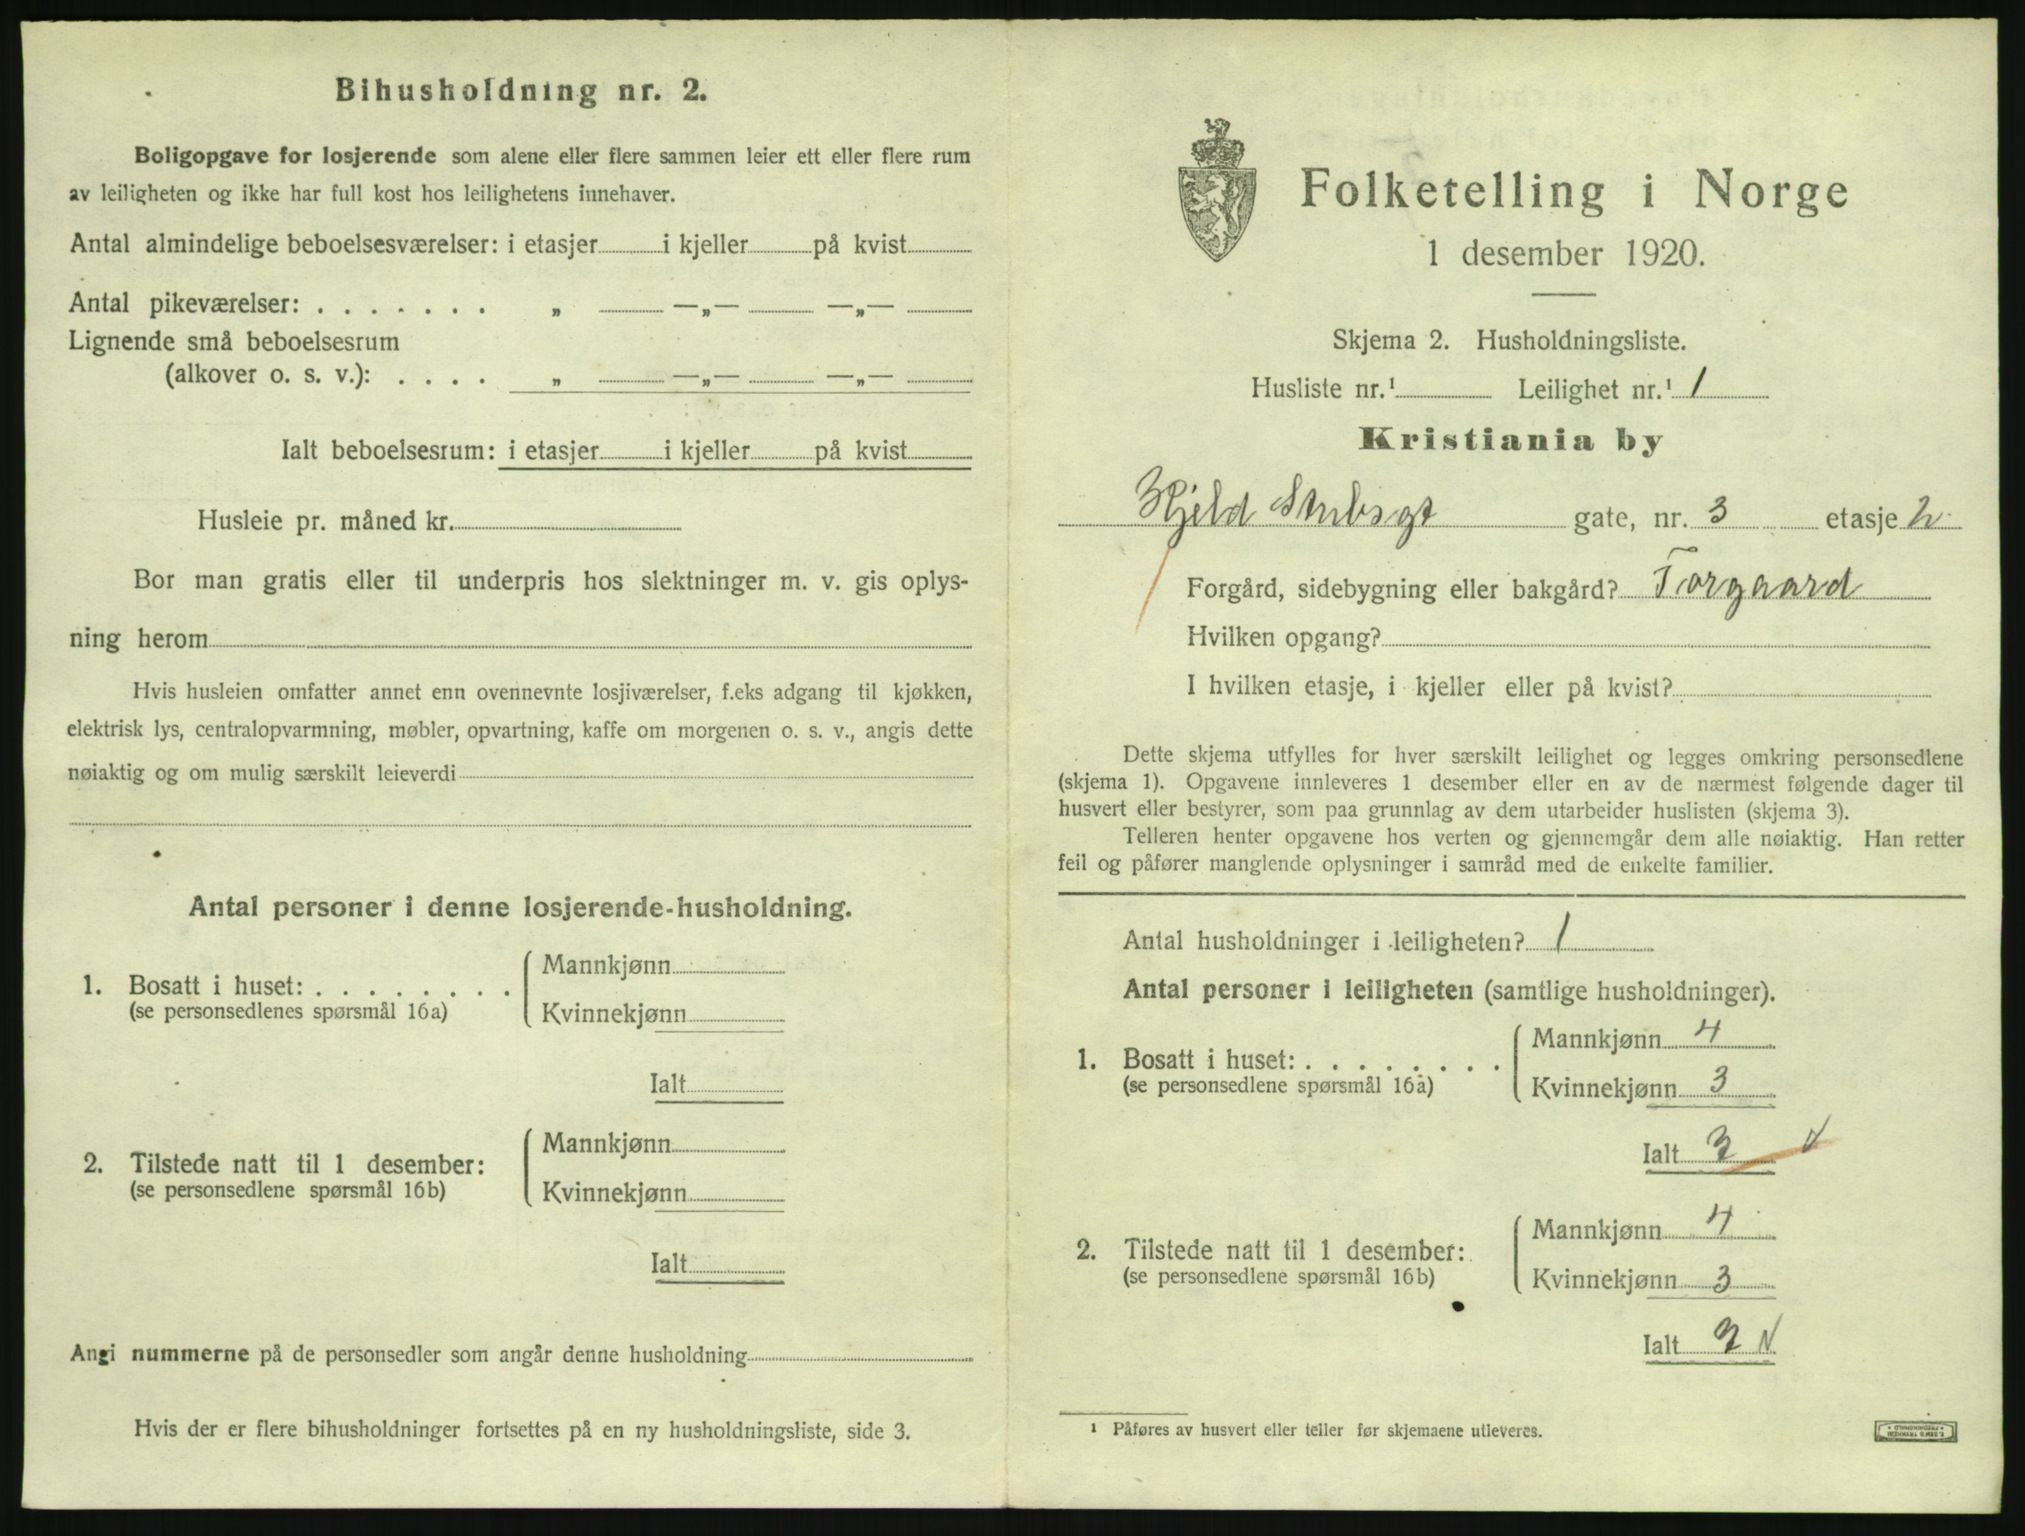 Bihusholdning nr. 2.
Boligopgave for losjerende som alene eller flere sammen leier ett eller flere rum
av leiligheten og ikke har full kost hos leilighetens innehaver.
Antal almindelige beboelsesværelser: i etasjer i kjeller på kvist
Antal pikeværelser: . . . . . . . „ —„— —„—
Lignende små beboelsesrum
(alkover o. s. v.): . . . . „ —„— —„—
Ialt beboelsesrum: i etasjer i kjeller på kvist
Husleie pr. måned kr.
Bor man gratis eller til underpris hos slektninger m. v. gis oplys-
ning herom
Hvis husleien omfatter annet enn ovennevnte losjiværelser, f.eks adgang til kjøkken,
elektrisk lys, centralopvarmning, møbler, opvartning, kaffe om morgenen o. s. v., angis dette
nøiaktig og om mulig særskilt leieverdi
Antal personer i denne losjerende-husholdning.
1. Bosatt i huset: . . . . . . . .
(se personsedlenes spørsmål 16a)
Mannkjønn
Kvinnekjønn
Ialt
2. Tilstede natt til 1 desember:
(se personsedlene spørsmål 16b)
Mannkjønn
Kvinnekjønn
Ialt
Angi nummerne på de personsedler som angår denne husholdning
Hvis der er flere bihusholdninger fortsettes på en ny husholdningsliste, side 3.
Folketelling i Norge
1 desember 1920.
Skjema 2. Husholdningsliste.
Husliste nr.¹ Leilighet nr.¹ 1
Kristiania by
Kjeld Stubsgt gate, nr. 3 etasje 2
Forgård, sidebygning eller bakgård? Forgaard
Hvilken opgang?
I hvilken etasje, i kjeller eller på kvist?
Dette skjema utfylles for hver særskilt leilighet og legges omkring personsedlene
(skjema 1). Opgavene innleveres 1 desember eller en av de nærmest følgende dager til
husvert eller bestyrer, som paa grunnlag av dem utarbeider huslisten (skjema 3).
Telleren henter opgavene hos verten og gjennemgår dem alle nøiaktig. Han retter
feil og påfører manglende oplysninger i samråd med de enkelte familier.
Antal husholdninger i leiligheten? 1
Antal personer i leiligheten (samtlige husholdninger).
1. Bosatt i huset: . . . . . . . .
(se personsedlene spørsmål 16a)
Mannkjønn 4
Kvinnekjønn 3
Ialt 7
2. Tilstede natt til 1 desember:
(se personsedlene spørsmål 16b)
Mannkjønn 4
Kvinnekjønn 3
Ialt 7
¹ Påføres av husvert eller teller før skjemaene utleveres.